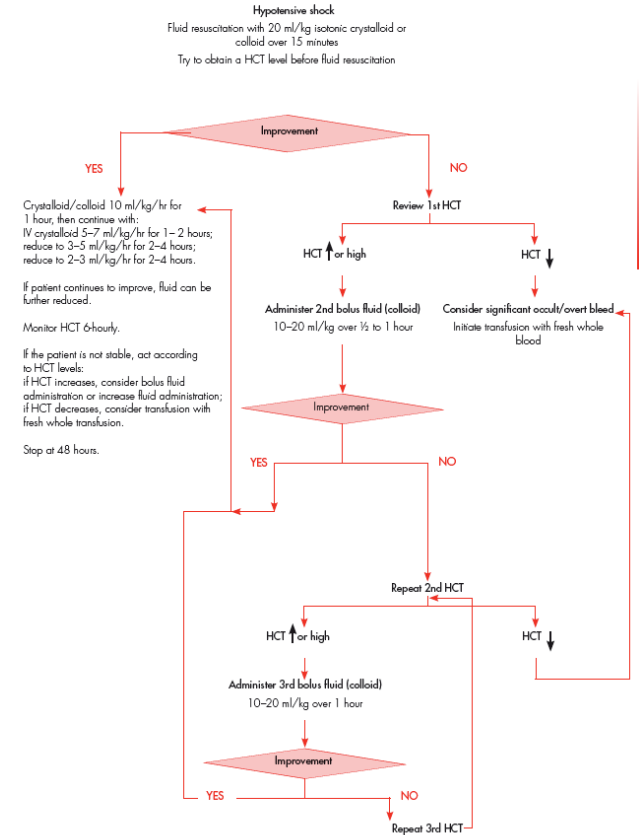 Hypotensive shock
Fluid resuscitation with 20 ml/kg isotonic crystalloid or
colloid over 15 minutes
Try to obtain a HCT level before fluid resuscitation
Improvement
YES
NO
Crystalloid/colloid 10 ml/kg/hr for
1 hour, then continue with:
IV crystalloid 5–7 ml/kg/hr for 1– 2 hours;
reduce to 3–5 ml/kg/hr for 2–4 hours;
reduce to 2–3 ml/kg/hr for 2–4 hours.
If patient continues to improve, fluid can be
further reduced.
Monitor HCT 6-hourly.
If the patient is not stable, act according
to HCT levels:
if HCT increases, consider bolus fluid
administration or increase fluid administration;
if HCT decreases, consider transfusion with
fresh whole transfusion.
Stop at 48 hours.
Review 1st HCT
HCT or high
HCT
Administer 2nd bolus fluid (colloid)
10–20 ml/kg over ½ to 1 hour
Consider significant occult/overt bleed
Initiate transfusion with fresh whole
blood
Improvement
YES
NO
Repeat 2nd HCT
HCT or high
HCT
Administer 3rd bolus fluid (colloid)
10–20 ml/kg over 1 hour
Improvement
YES
NO
Repeat 3rd HCT